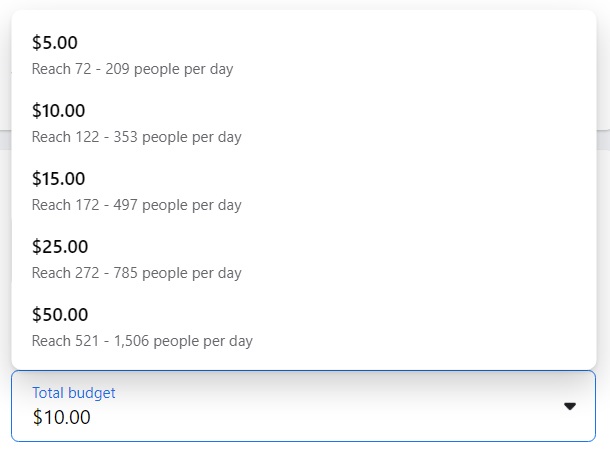 $5.00
Reach 72 - 209 people per day
$10.00
Reach 122 - 353 people per day
$15.00
Reach 172 - 497 people per day
$25.00
Reach 272 - 785 people per day
$50.00
Reach 521 - 1,506 people per day
Total budget
$10.00